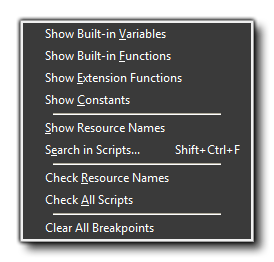 Show Built-in Variables
Show Built-in Functions
Show Extension Functions
Show Constants
Show Resource Names
Search in Scripts... Shift+Ctrl+F
Check Resource Names
Check All Scripts
Clear All Breakpoints